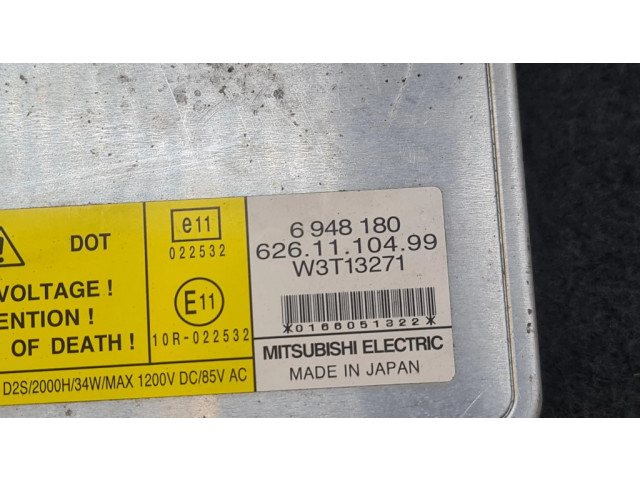 DOT
VOLTAGE !
ENTION !
OF DEATH !
e11
022532
E11
10R-022532
D2S/2000H/34W/MAX 1200V DC/85V AC
6 948 180
626.11.104.99
W3T13271
*0166051322*
MITSUBISHI ELECTRIC
MADE IN JAPAN